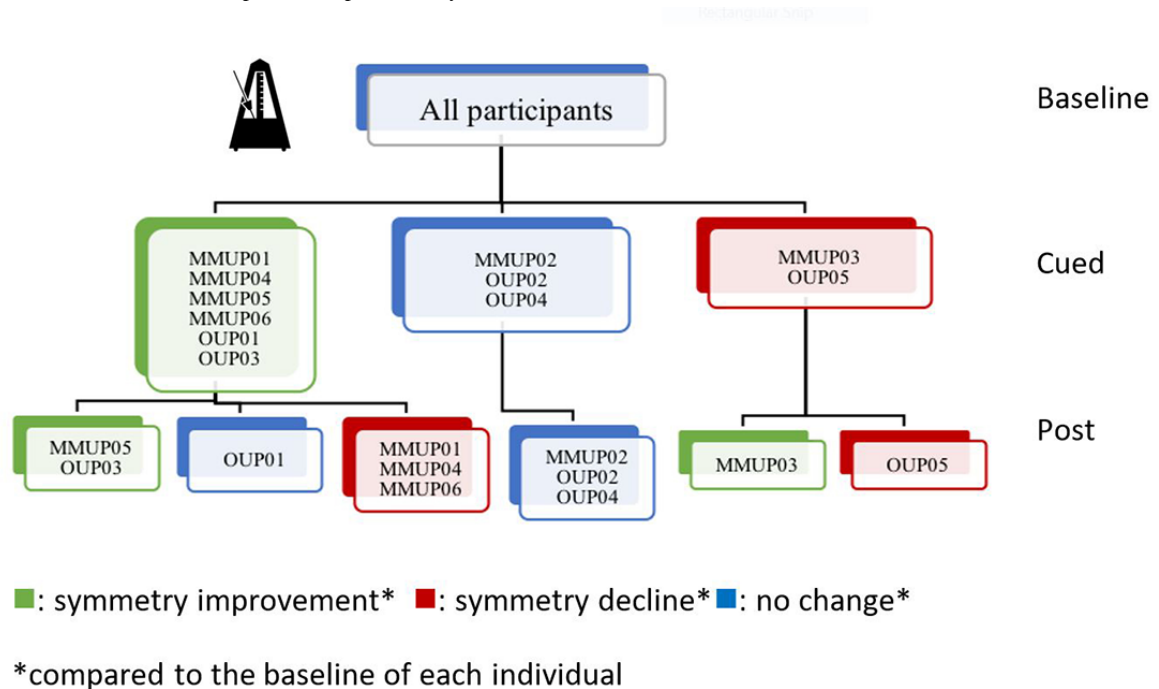 Rectangular Snip
All participants
Baseline
MMUP01
MMUP04
MMUP05
MMUP06
OUP01
OUP03
MMUP02
OUP02
OUP04
MMUP03
OUP05
Cued
MMUP05
OUP03
OUP01
MMUP01
MMUP04
MMUP06
MMUP02
OUP02
OUP04
MMUP03
OUP05
Post
: symmetry improvement* : symmetry decline* : no change*
*compared to the baseline of each individual